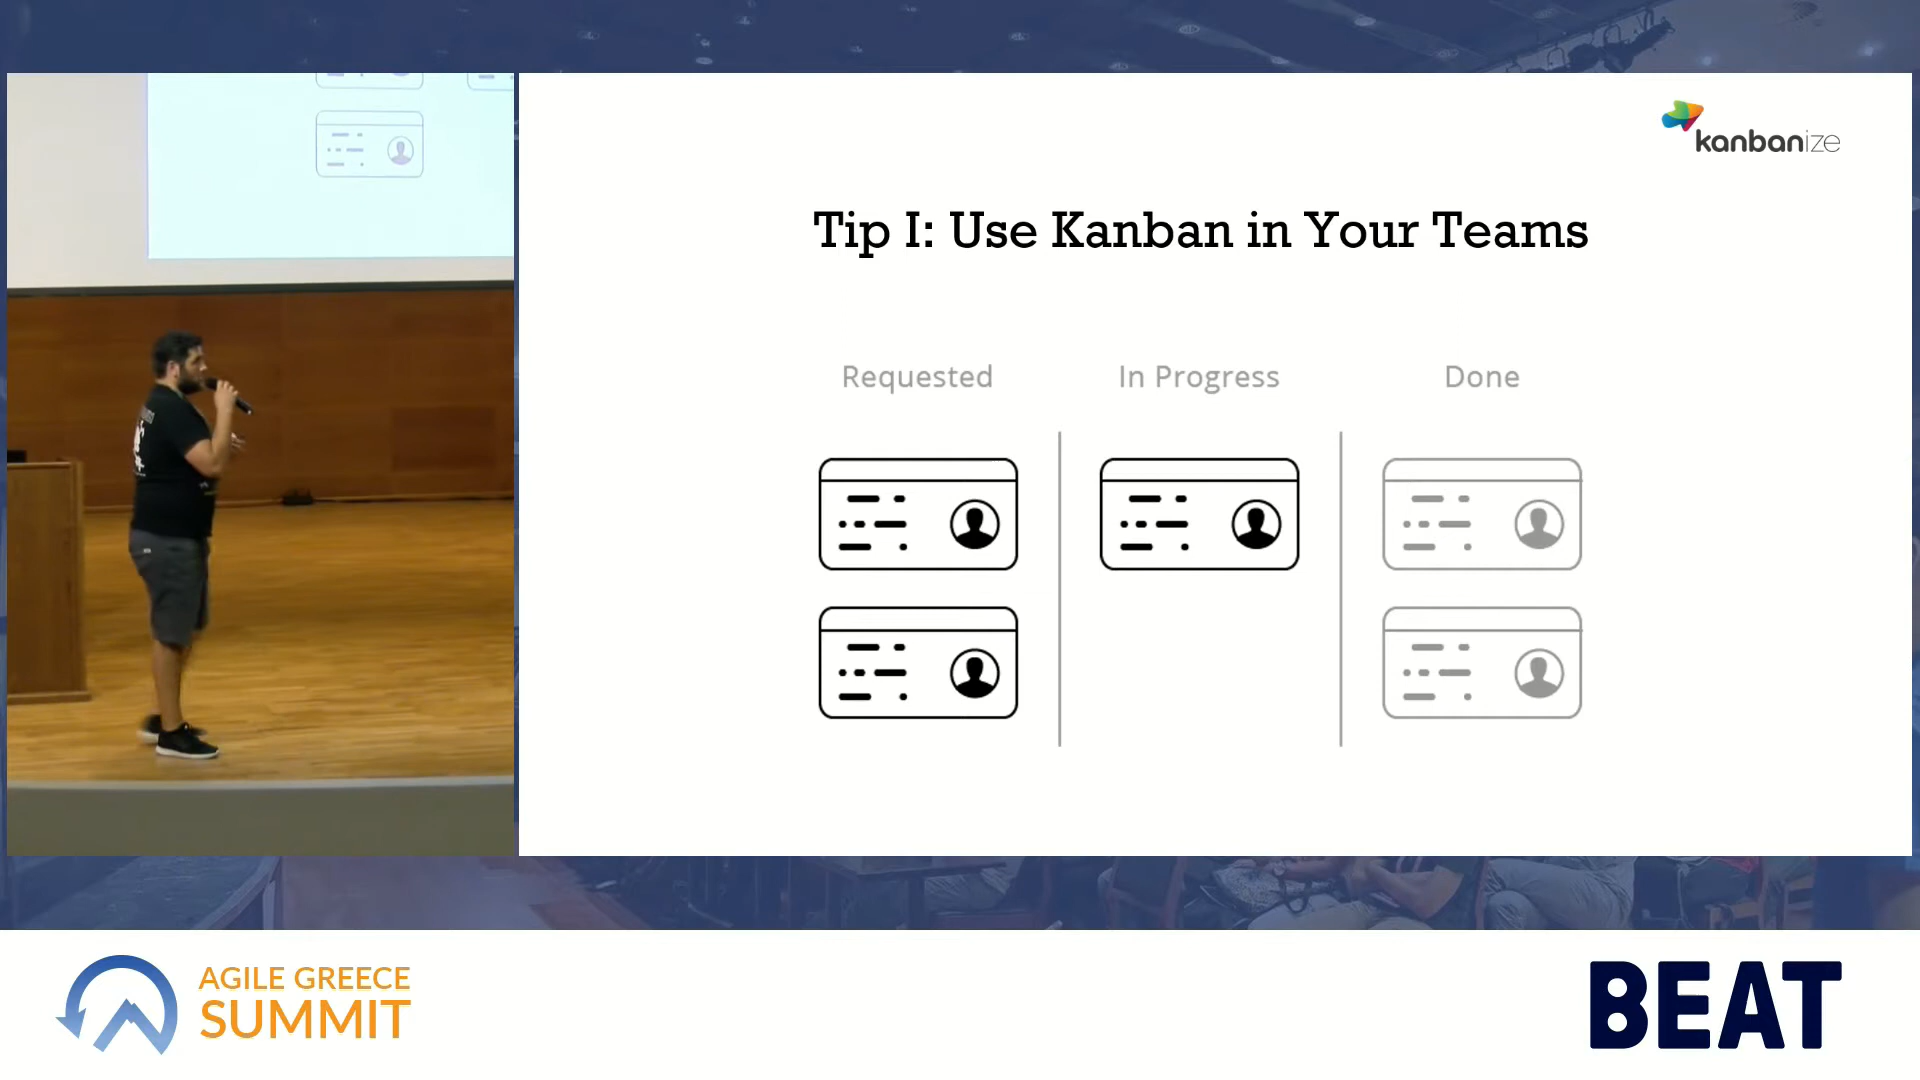 kanbanize
Tip I: Use Kanban in Your Teams
Requested
In Progress
Done
AGILE GREECE
SUMMIT
BEAT